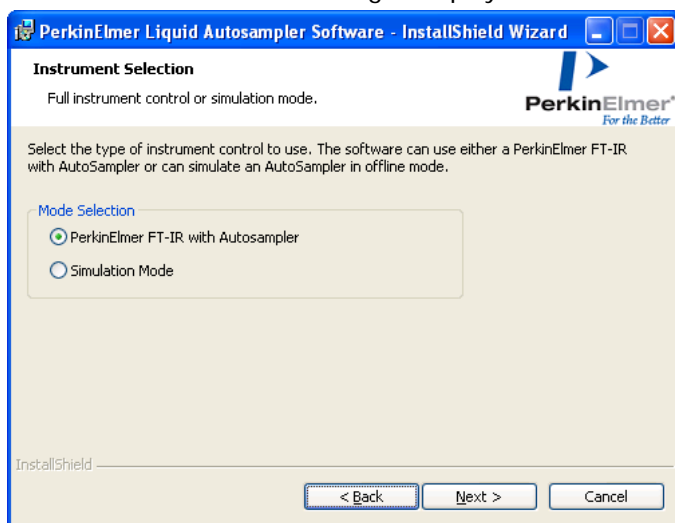 PerkinElmer Liquid Autosampler Software - InstallShield Wizard
Instrument Selection
Full instrument control or simulation mode.
PerkinElmer
For the Better
Select the type of instrument control to use. The software can use either a PerkinElmer FT-IR
with AutoSampler or can simulate an AutoSampler in offline mode.
Mode Selection
PerkinElmer FT-IR with Autosampler
Simulation Mode
InstallShield
< Back
Next >
Cancel